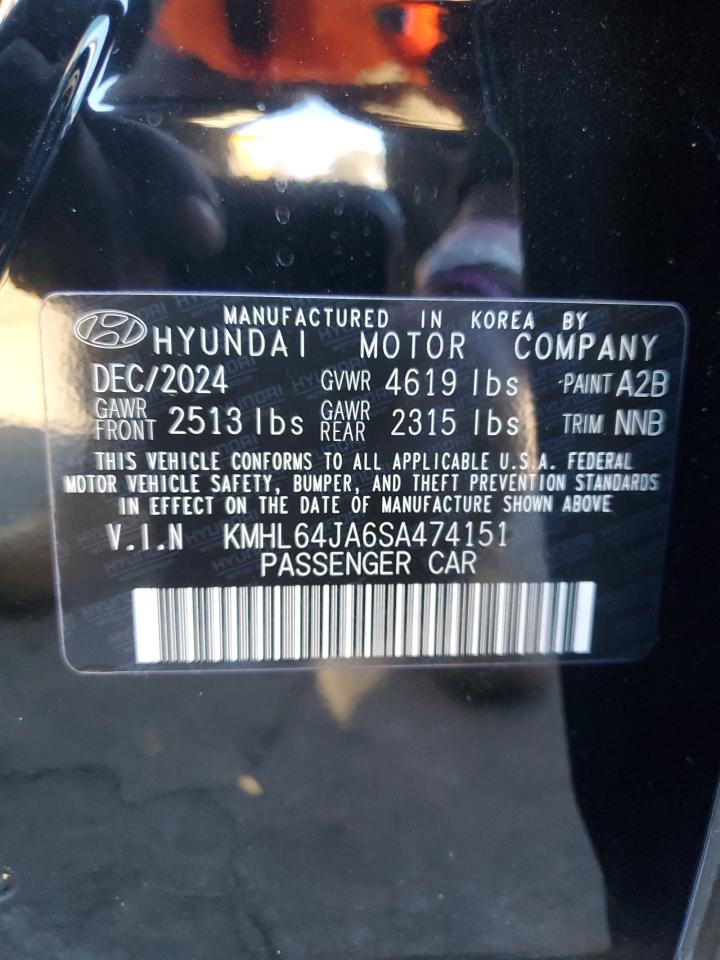 MANUFACTURED IN KOREA BY
HYUNDAI MOTOR COMPANY
DEC/2024 GVWR 4619 lbs PAINT A2B
GAWR FRONT 2513 lbs GAWR REAR 2315 lbs TRIM NNB
THIS VEHICLE CONFORMS TO ALL APPLICABLE U.S.A. FEDERAL
MOTOR VEHICLE SAFETY, BUMPER, AND THEFT PREVENTION STANDARDS
IN EFFECT ON THE DATE OF MANUFACTURE SHOWN ABOVE
V.I.N KMHL64JA6SA474151
PASSENGER CAR